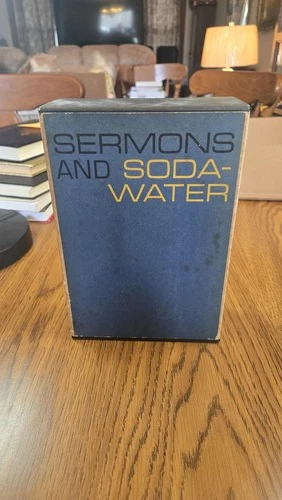 SERMONS
AND SODA-
WATER